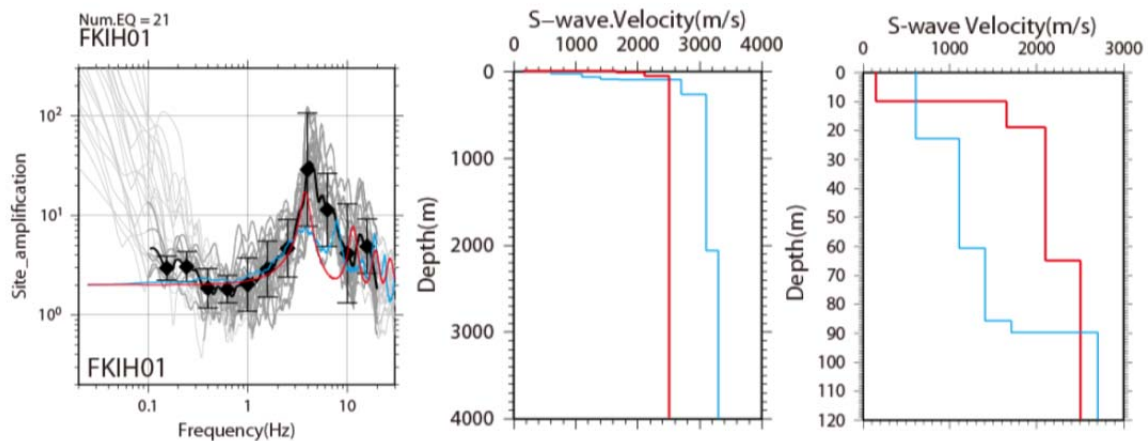 Num.EQ = 21
FKIH01
10²
10¹
10⁰
Site_amplification
FKIH01
0.1 1 10
Frequency(Hz)
S–wave.Velocity(m/s)
0 1000 2000 3000 4000
0
1000
2000
3000
4000
Depth(m)
S-wave Velocity(m/s)
0 1000 2000 3000
0
10
20
30
40
50
60
70
80
90
100
110
120
Depth(m)